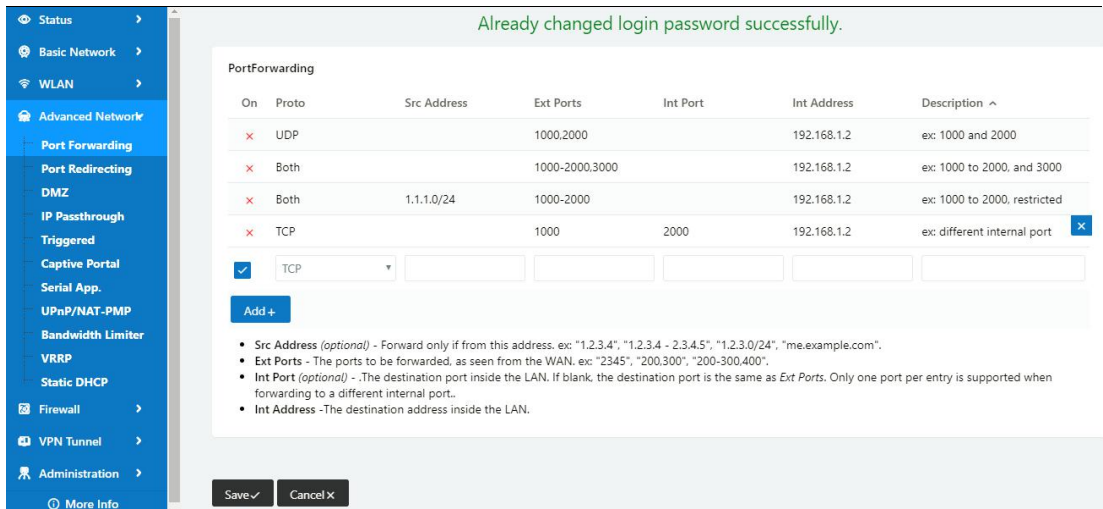 Already changed login password successfully.
Status
Basic Network
WLAN
Advanced Network
Port Forwarding
Port Redirecting
DMZ
IP Passthrough
Triggered
Captive Portal
Serial App.
UPnP/NAT-PMP
Bandwidth Limiter
VRRP
Static DHCP
Firewall
VPN Tunnel
Administration
More Info
PortForwarding
On Proto Src Address Ext Ports Int Port Int Address Description
UDP 1000,2000 192.168.1.2 ex: 1000 and 2000
Both 1000-2000,3000 192.168.1.2 ex: 1000 to 2000, and 3000
Both 1.1.1.0/24 1000-2000 192.168.1.2 ex: 1000 to 2000, restricted
TCP 1000 2000 192.168.1.2 ex: different internal port
TCP
Add +
• Src Address (optional) - Forward only if from this address. ex: "1.2.3.4", "1.2.3.4 - 2.3.4.5", "1.2.3.0/24", "me.example.com".
• Ext Ports - The ports to be forwarded, as seen from the WAN. ex: "2345", "200,300", "200-300,400".
• Int Port (optional) - .The destination port inside the LAN. If blank, the destination port is the same as Ext Ports. Only one port per entry is supported when
forwarding to a different internal port..
• Int Address -The destination address inside the LAN.
Save
Cancel